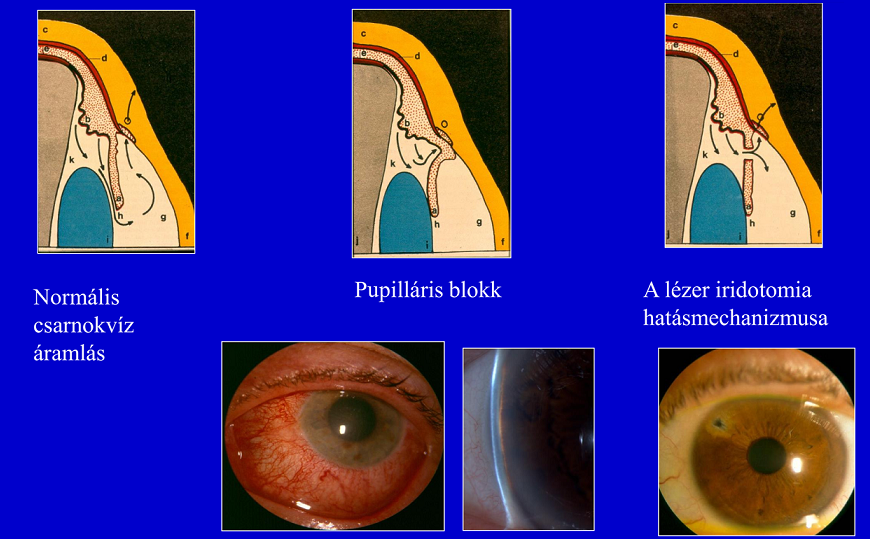 c
e
d
b
k
a
h
g
i
f
c
e
d
b
k
a
h
g
j
i
f
c
e
d
b
k
a
h
g
j
i
f
Normális
csarnokvíz
áramlás
Pupilláris blokk
A lézer iridotomia
hatásmechanizmusa